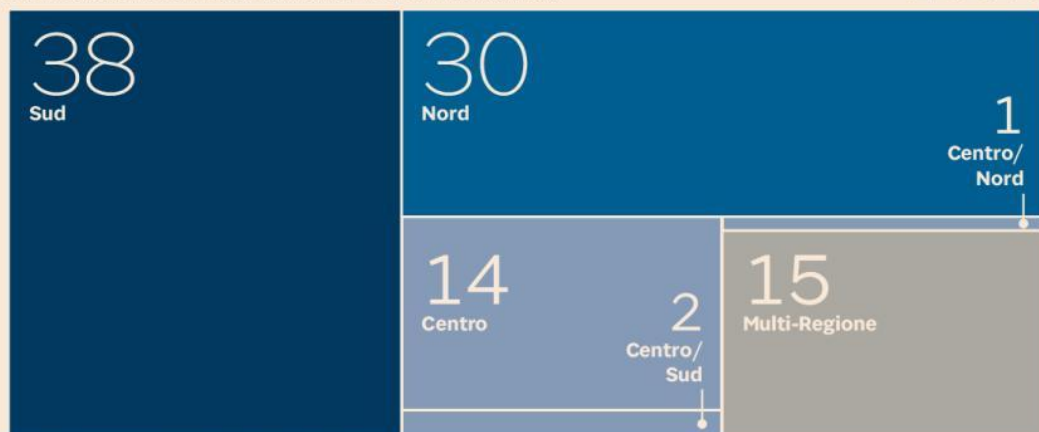 38
Sud
30
Nord
1
Centro/
Nord
14
Centro
2
Centro/
Sud
15
Multi-Regione